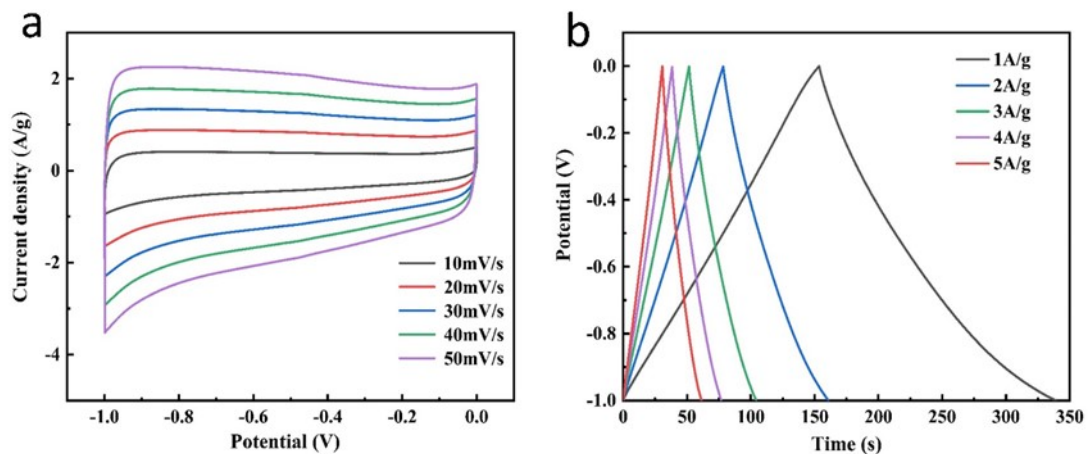 a
Current density (A/g)
2
0
-2
-4
10mV/s
20mV/s
30mV/s
40mV/s
50mV/s
-1.0 -0.8 -0.6 -0.4 -0.2 0.0
Potential (V)
b
Potential (V)
0.0
-0.2
-0.4
-0.6
-0.8
-1.0
1A/g
2A/g
3A/g
4A/g
5A/g
0 50 100 150 200 250 300 350
Time (s)